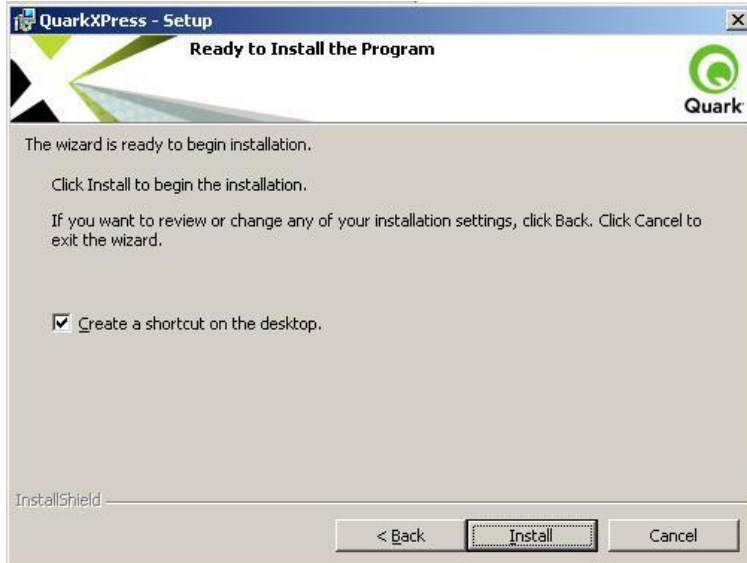 QuarkXPress - Setup
Ready to Install the Program
Quark
The wizard is ready to begin installation.
Click Install to begin the installation.
If you want to review or change any of your installation settings, click Back. Click Cancel to
exit the wizard.
Create a shortcut on the desktop.
InstallShield
< Back
Install
Cancel